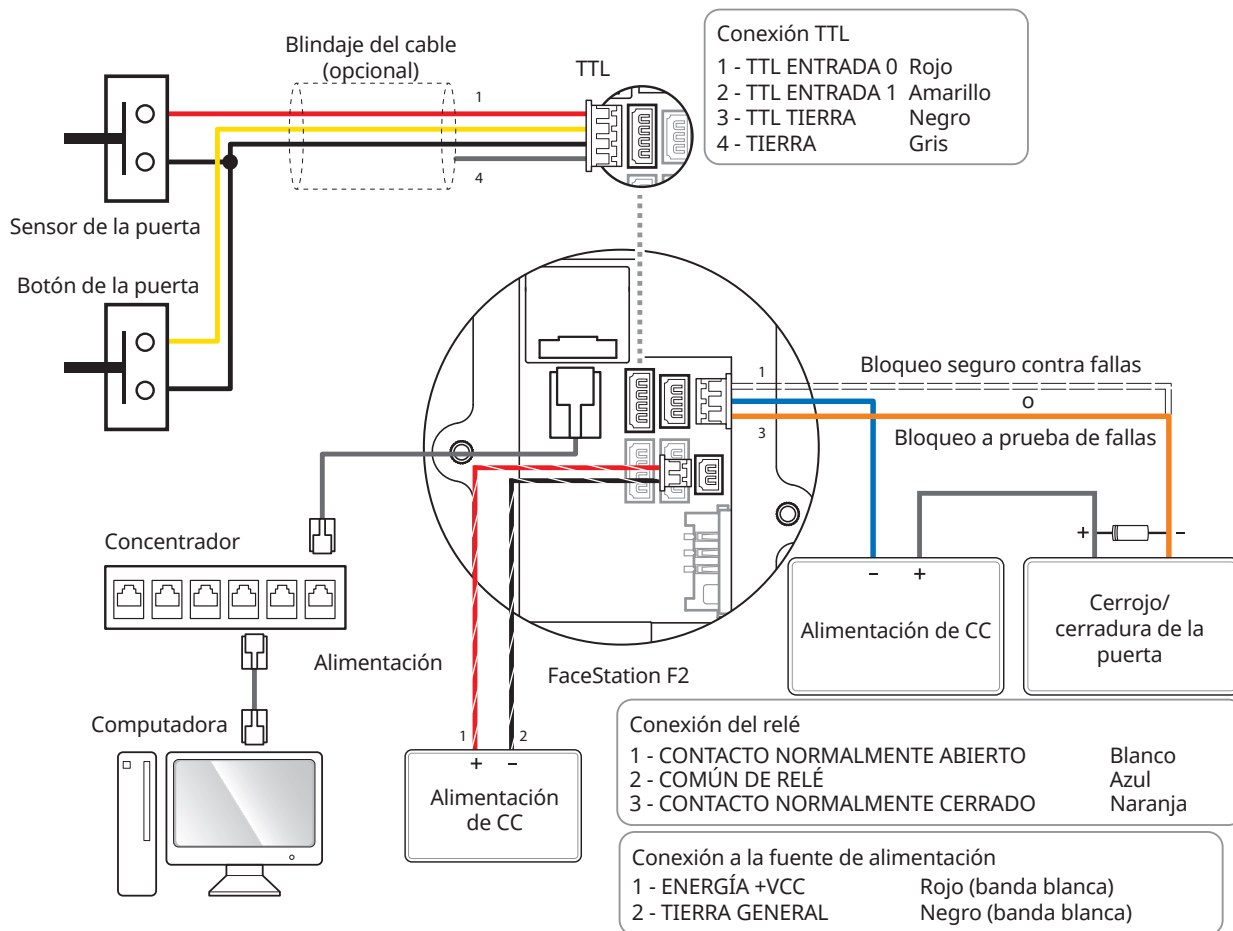 Blindaje del cable
(opcional)
TTL
1
4
Conexión TTL
1 - TTL ENTRADA 0 Rojo
2 - TTL ENTRADA 1 Amarillo
3 - TTL TIERRA Negro
4 - TIERRA Gris
Sensor de la puerta
Botón de la puerta
1
Bloqueo seguro contra fallas
o
3
Bloqueo a prueba de fallas
Concentrador
+ -
- +
Alimentación de CC
Cerrojo/
cerradura de la
puerta
Alimentación
FaceStation F2
Computadora
1 2
+ -
Alimentación
de CC
Conexión del relé
1 - CONTACTO NORMALMENTE ABIERTO Blanco
2 - COMÚN DE RELÉ Azul
3 - CONTACTO NORMALMENTE CERRADO Naranja
Conexión a la fuente de alimentación
1 - ENERGÍA +VCC Rojo (banda blanca)
2 - TIERRA GENERAL Negro (banda blanca)